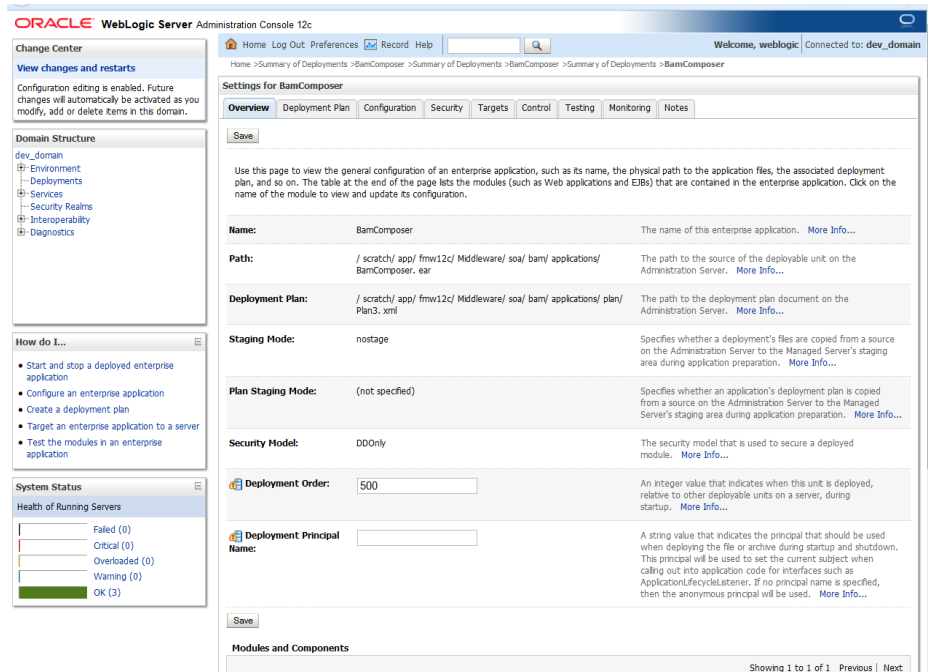 ORACLE WebLogic Server Administration Console 12c
Change Center
View changes and restarts
Configuration editing is enabled. Future
changes will automatically be activated as you
modify, add or delete items in this domain.
Domain Structure
dev_domain
Environment
Deployments
Services
Security Realms
Interoperability
Diagnostics
How do I...
Start and stop a deployed enterprise
application
Configure an enterprise application
Create a deployment plan
Target an enterprise application to a server
Test the modules in an enterprise
application
System Status
Health of Running Servers
Failed (0)
Critical (0)
Overloaded (0)
Warning (0)
OK (3)
Home Log Out Preferences Record Help
Welcome, weblogic Connected to: dev_domain
Home >Summary of Deployments >BamComposer >Summary of Deployments >BamComposer >Summary of Deployments >BamComposer
Settings for BamComposer
Overview Deployment Plan Configuration Security Targets Control Testing Monitoring Notes
Save
Use this page to view the general configuration of an enterprise application, such as its name, the physical path to the application files, the associated deployment
plan, and so on. The table at the end of the page lists the modules (such as Web applications and EJBs) that are contained in the enterprise application. Click on the
name of the module to view and update its configuration.
Name:
BamComposer
The name of this enterprise application. More Info...
Path:
/ scratch/ app/ fmw12c/ Middleware/ soa/ bam/ applications/
BamComposer. ear
The path to the source of the deployable unit on the
Administration Server. More Info...
Deployment Plan:
/ scratch/ app/ fmw12c/ Middleware/ soa/ bam/ applications/ plan/
Plan3. xml
The path to the deployment plan document on the
Administration Server. More Info...
Staging Mode:
nostage
Specifies whether a deployment's files are copied from a source
on the Administration Server to the Managed Server's staging
area during application preparation. More Info...
Plan Staging Mode:
(not specified)
Specifies whether an application's deployment plan is copied
from a source on the Administration Server to the Managed
Server's staging area during application preparation. More Info...
Security Model:
DDOnly
The security model that is used to secure a deployed
module. More Info...
Deployment Order:
500
An integer value that indicates when this unit is deployed,
relative to other deployable units on a server, during
startup. More Info...
Deployment Principal
Name:
A string value that indicates the principal that should be used
when deploying the file or archive during startup and shutdown.
This principal will be used to set the current subject when
calling out into application code for interfaces such as
ApplicationLifecycleListener. If no principal name is specified,
then the anonymous principal will be used. More Info...
Save
Modules and Components
Showing 1 to 1 of 1 Previous | Next